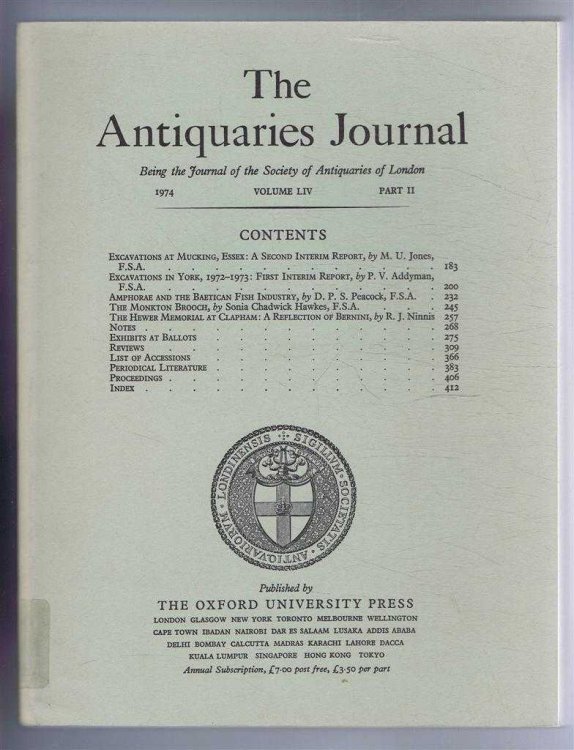 The
Antiquaries Journal
Being the Journal of the Society of Antiquaries of London
1974 VOLUME LIV PART II
CONTENTS
EXCAVATIONS AT MUCKING, ESSEX: A SECOND INTERIM REPORT, by M. U. Jones,
F.S.A. . . . . . . . . . . . . 183
EXCAVATIONS IN YORK, 1972–1973: FIRST INTERIM REPORT, by P. V. Addyman,
F.S.A. . . . . . . . . . . . . 200
AMPHORAE AND THE BAETICAN FISH INDUSTRY, by D. P. S. Peacock, F.S.A. . 232
THE MONKTON BROOCH, by Sonia Chadwick Hawkes, F.S.A. . . . . 245
THE HEWER MEMORIAL AT CLAPHAM: A REFLECTION OF BERNINI, by R. J. Ninnis 257
NOTES . . . . . . . . . . . . 268
EXHIBITS AT BALLOTS . . . . . . . . . . 275
REVIEWS . . . . . . . . . . . . 309
LIST OF ACCESSIONS . . . . . . . . . . 366
PERIODICAL LITERATURE . . . . . . . . . 383
PROCEEDINGS . . . . . . . . . . . 406
INDEX . . . . . . . . . . . . 412
SIGILLVM · SOCIETATIS · ANTIQVARIORVM · LONDINENSIS
Published by
THE OXFORD UNIVERSITY PRESS
LONDON GLASGOW NEW YORK TORONTO MELBOURNE WELLINGTON
CAPE TOWN IBADAN NAIROBI DAR ES SALAAM LUSAKA ADDIS ABABA
DELHI BOMBAY CALCUTTA MADRAS KARACHI LAHORE DACCA
KUALA LUMPUR SINGAPORE HONG KONG TOKYO
Annual Subscription, £7·00 post free, £3·50 per part